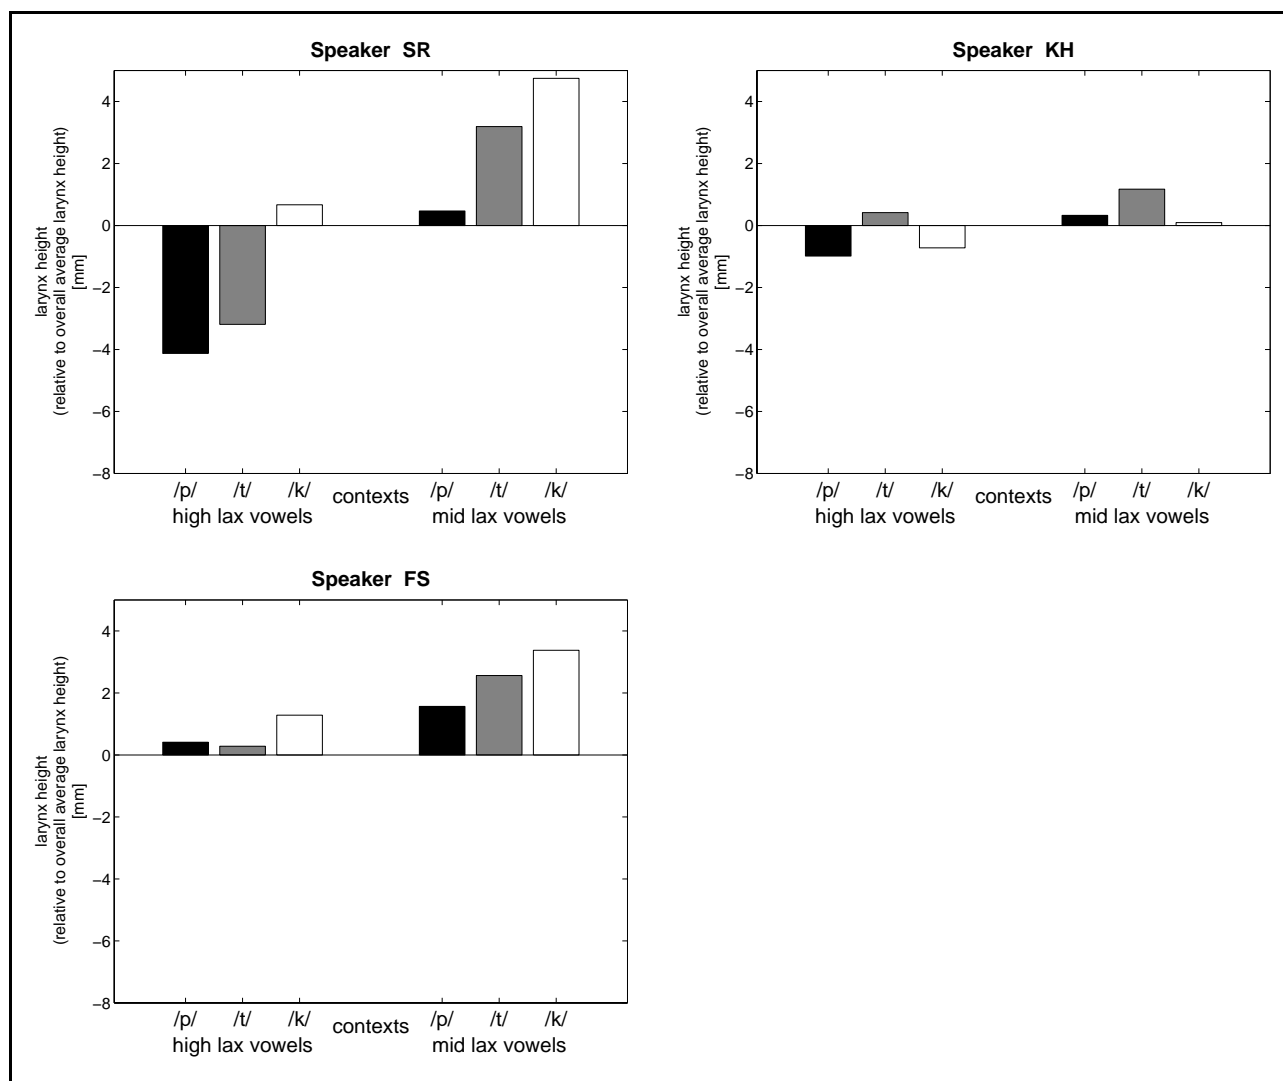 Speaker SR
larynx height
(relative to overall average larynx height)
[mm]
4
2
0
−2
−4
−6
−8
/p/ /t/ /k/ contexts /p/ /t/ /k/
high lax vowels mid lax vowels
Speaker KH
larynx height
(relative to overall average larynx height)
[mm]
4
2
0
−2
−4
−6
−8
/p/ /t/ /k/ contexts /p/ /t/ /k/
high lax vowels mid lax vowels
Speaker FS
larynx height
(relative to overall average larynx height)
[mm]
4
2
0
−2
−4
−6
−8
/p/ /t/ /k/ contexts /p/ /t/ /k/
high lax vowels mid lax vowels